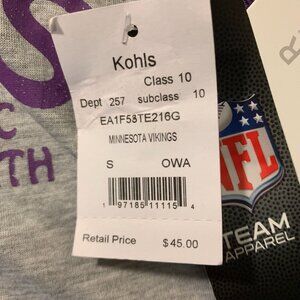 S
C
TH
Kohls
Class 10
Dept 257 subclass 10
EA1F58TE216G
MINNESOTA VIKINGS
S OWA
1 97185 11115 4
Retail Price $45.00
NFL
TEAM
APPAREL